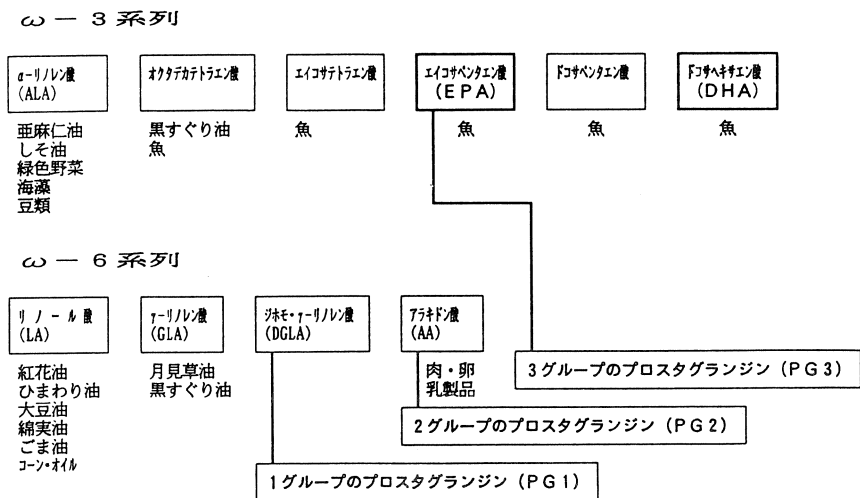 ω－3系列
α－リノレン酸
(ALA)
亜麻仁油
しそ油
緑色野菜
海藻
豆類
オクタデカテトラエン酸
黒すぐり油
魚
エイコサテトラエン酸
魚
エイコサペンタエン酸
(EPA)
魚
ドコサペンタエン酸
魚
ドコサヘキサエン酸
(DHA)
魚
ω－6系列
リノール酸
(LA)
紅花油
ひまわり油
大豆油
綿実油
ごま油
コーン・オイル
γ－リノレン酸
(GLA)
月見草油
黒すぐり油
ジホモ・γ－リノレン酸
(DGLA)
アラキドン酸
(AA)
肉・卵
乳製品
3グループのプロスタグランジン(PG3)
2グループのプロスタグランジン(PG2)
1グループのプロスタグランジン(PG1)